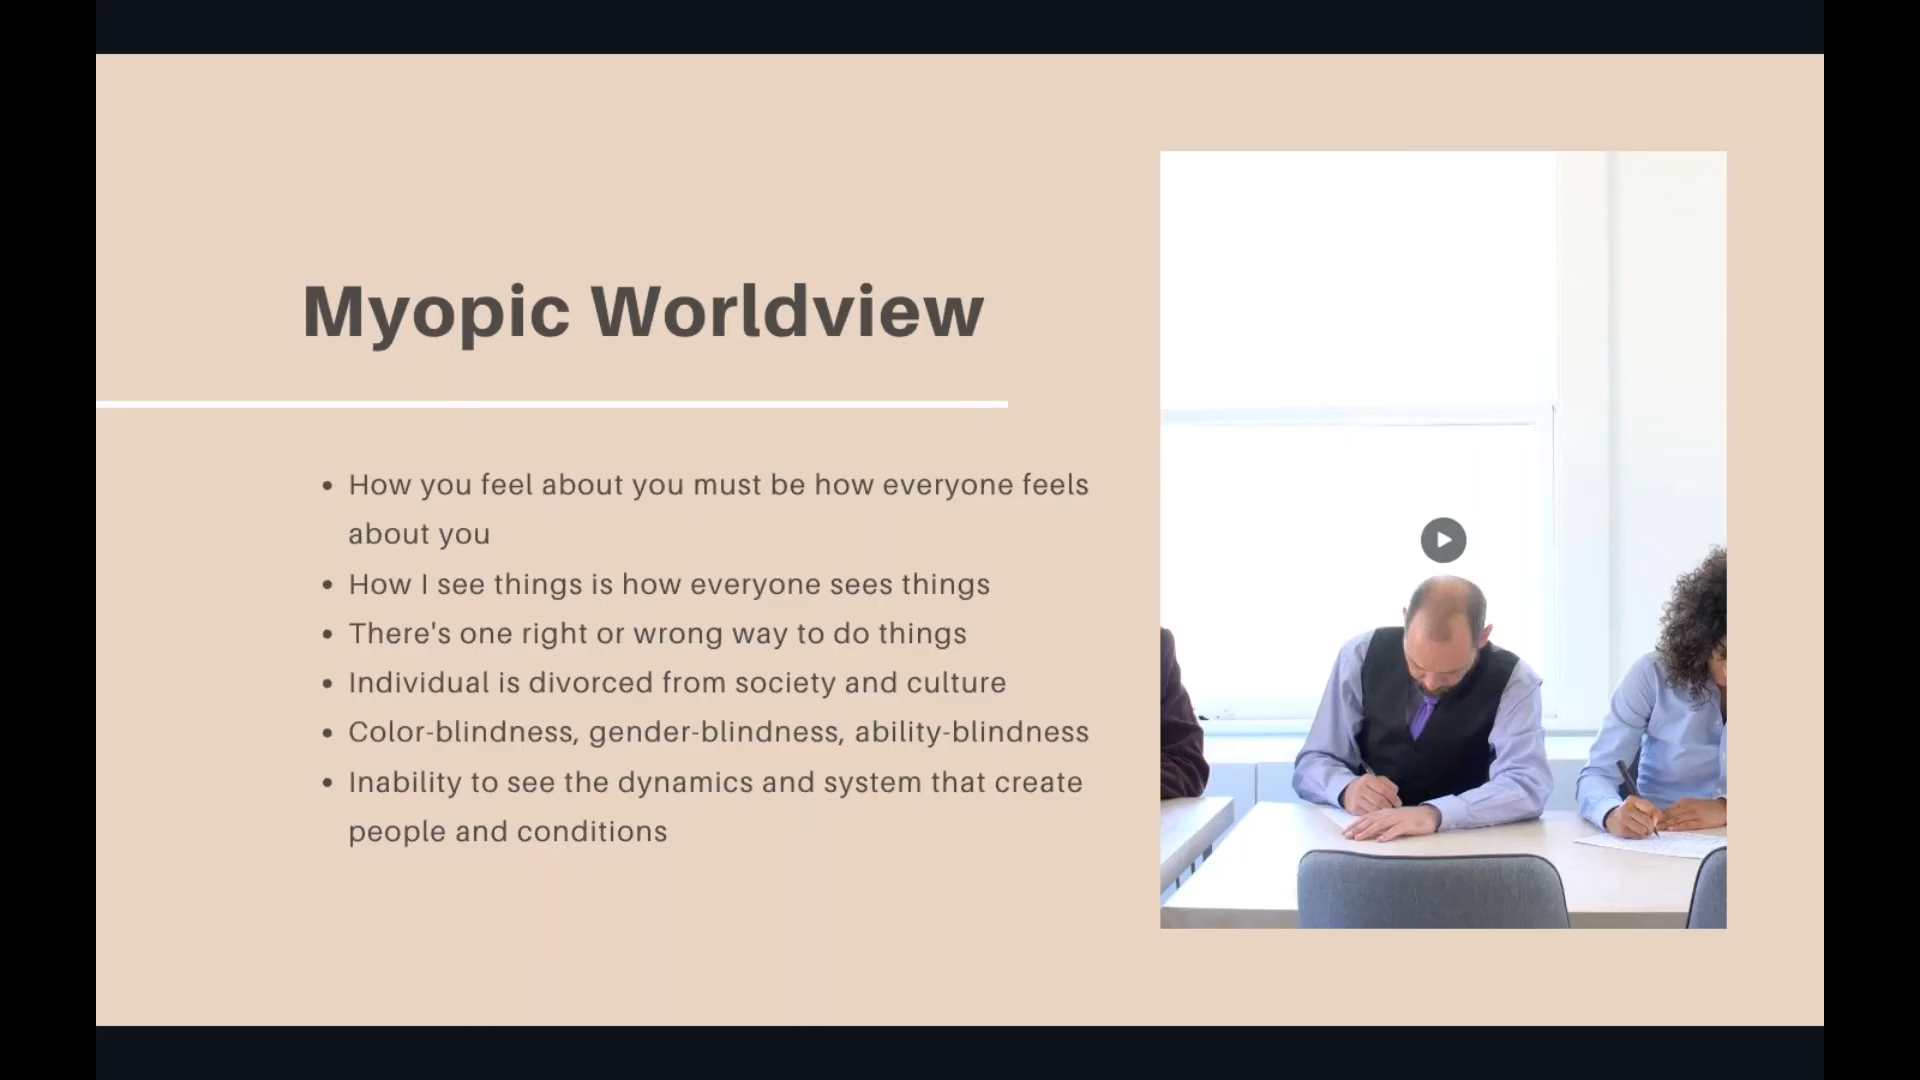 Myopic Worldview
• How you feel about you must be how everyone feels
about you
• How I see things is how everyone sees things
• There's one right or wrong way to do things
• Individual is divorced from society and culture
• Color-blindness, gender-blindness, ability-blindness
• Inability to see the dynamics and system that create
people and conditions